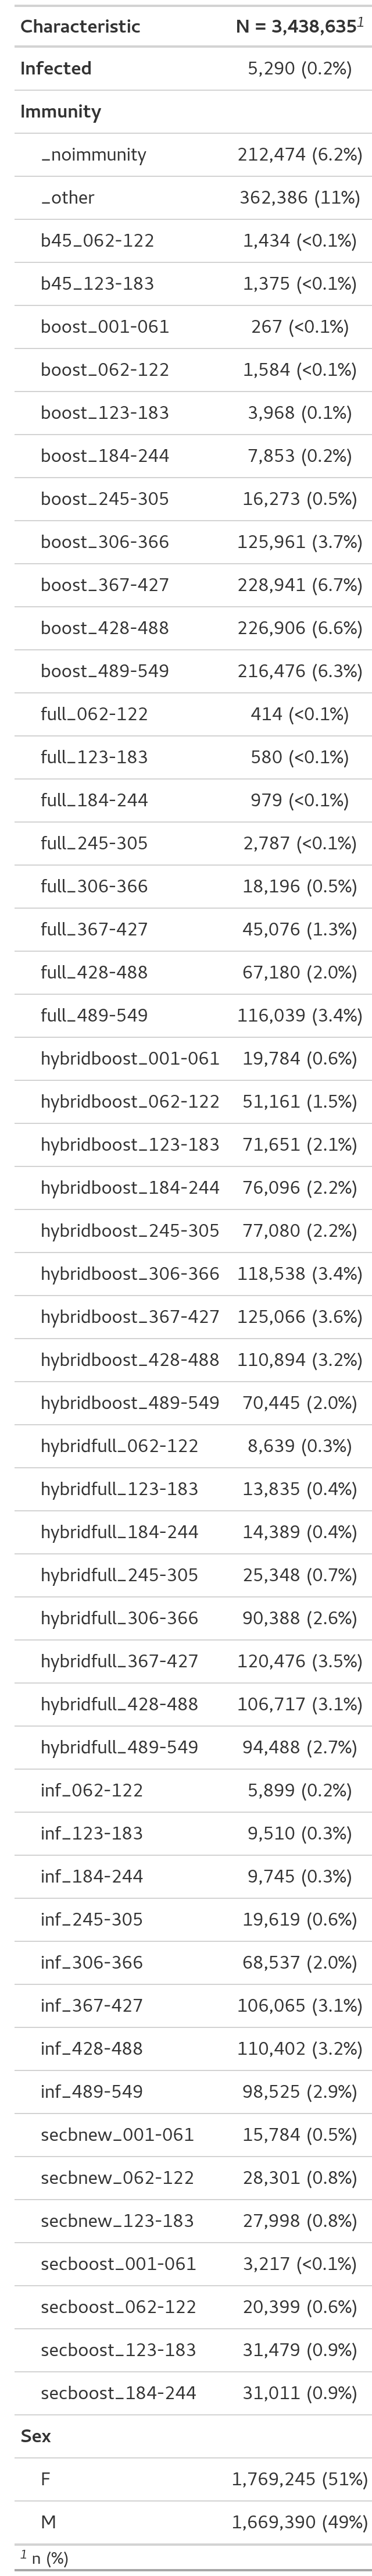 Characteristic N = 3,438,635¹
Infected 5,290 (0.2%)
Immunity
_noimmunity 212,474 (6.2%)
_other 362,386 (11%)
b45_062-122 1,434 (<0.1%)
b45_123-183 1,375 (<0.1%)
boost_001-061 267 (<0.1%)
boost_062-122 1,584 (<0.1%)
boost_123-183 3,968 (0.1%)
boost_184-244 7,853 (0.2%)
boost_245-305 16,273 (0.5%)
boost_306-366 125,961 (3.7%)
boost_367-427 228,941 (6.7%)
boost_428-488 226,906 (6.6%)
boost_489-549 216,476 (6.3%)
full_062-122 414 (<0.1%)
full_123-183 580 (<0.1%)
full_184-244 979 (<0.1%)
full_245-305 2,787 (<0.1%)
full_306-366 18,196 (0.5%)
full_367-427 45,076 (1.3%)
full_428-488 67,180 (2.0%)
full_489-549 116,039 (3.4%)
hybridboost_001-061 19,784 (0.6%)
hybridboost_062-122 51,161 (1.5%)
hybridboost_123-183 71,651 (2.1%)
hybridboost_184-244 76,096 (2.2%)
hybridboost_245-305 77,080 (2.2%)
hybridboost_306-366 118,538 (3.4%)
hybridboost_367-427 125,066 (3.6%)
hybridboost_428-488 110,894 (3.2%)
hybridboost_489-549 70,445 (2.0%)
hybridfull_062-122 8,639 (0.3%)
hybridfull_123-183 13,835 (0.4%)
hybridfull_184-244 14,389 (0.4%)
hybridfull_245-305 25,348 (0.7%)
hybridfull_306-366 90,388 (2.6%)
hybridfull_367-427 120,476 (3.5%)
hybridfull_428-488 106,717 (3.1%)
hybridfull_489-549 94,488 (2.7%)
inf_062-122 5,899 (0.2%)
inf_123-183 9,510 (0.3%)
inf_184-244 9,745 (0.3%)
inf_245-305 19,619 (0.6%)
inf_306-366 68,537 (2.0%)
inf_367-427 106,065 (3.1%)
inf_428-488 110,402 (3.2%)
inf_489-549 98,525 (2.9%)
secbnew_001-061 15,784 (0.5%)
secbnew_062-122 28,301 (0.8%)
secbnew_123-183 27,998 (0.8%)
secboost_001-061 3,217 (<0.1%)
secboost_062-122 20,399 (0.6%)
secboost_123-183 31,479 (0.9%)
secboost_184-244 31,011 (0.9%)
Sex
F 1,769,245 (51%)
M 1,669,390 (49%)
¹ n (%)